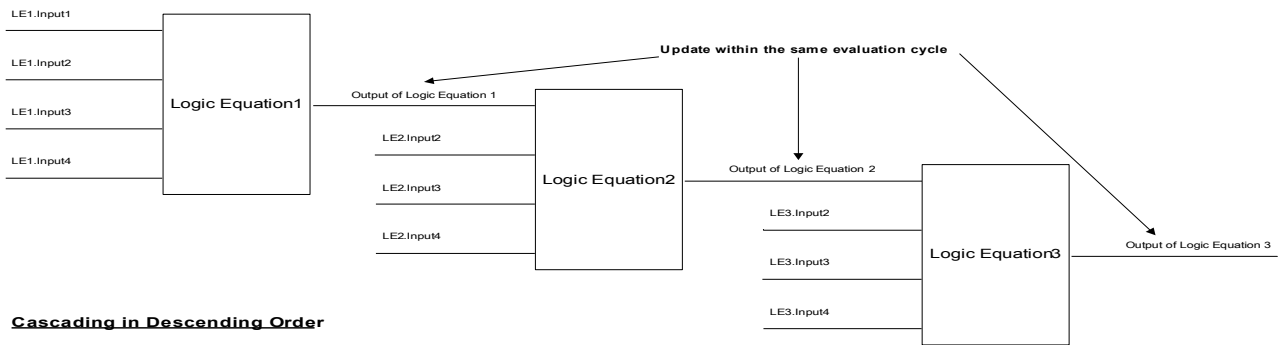 LE1.Input1
LE1.Input2
LE1.Input3
LE1.Input4
Logic Equation1
Update within the same evaluation cycle
Output of Logic Equation 1
LE2.Input2
LE2.Input3
LE2.Input4
Logic Equation2
Output of Logic Equation 2
LE3.Input2
LE3.Input3
LE3.Input4
Logic Equation3
Output of Logic Equation 3
Cascading in Descending Order